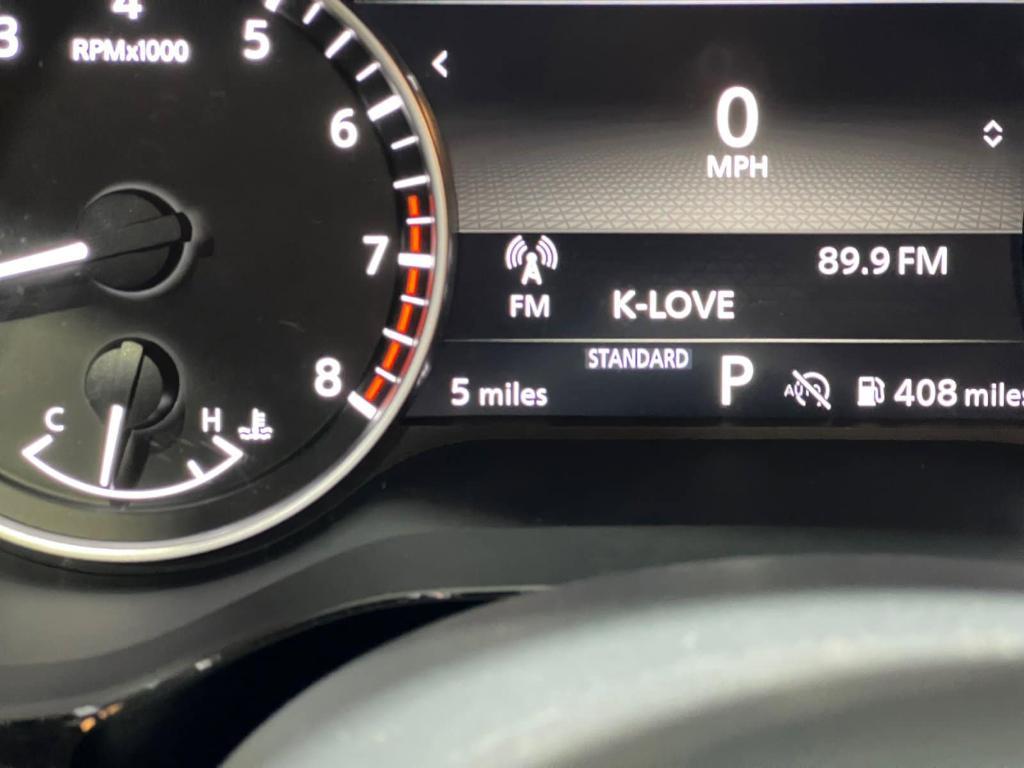 3
4
5
RPMx1000
6
7
8
C
H
0
MPH
89.9 FM
A
FM
K-LOVE
STANDARD
5 miles
P
AUTO
408 miles